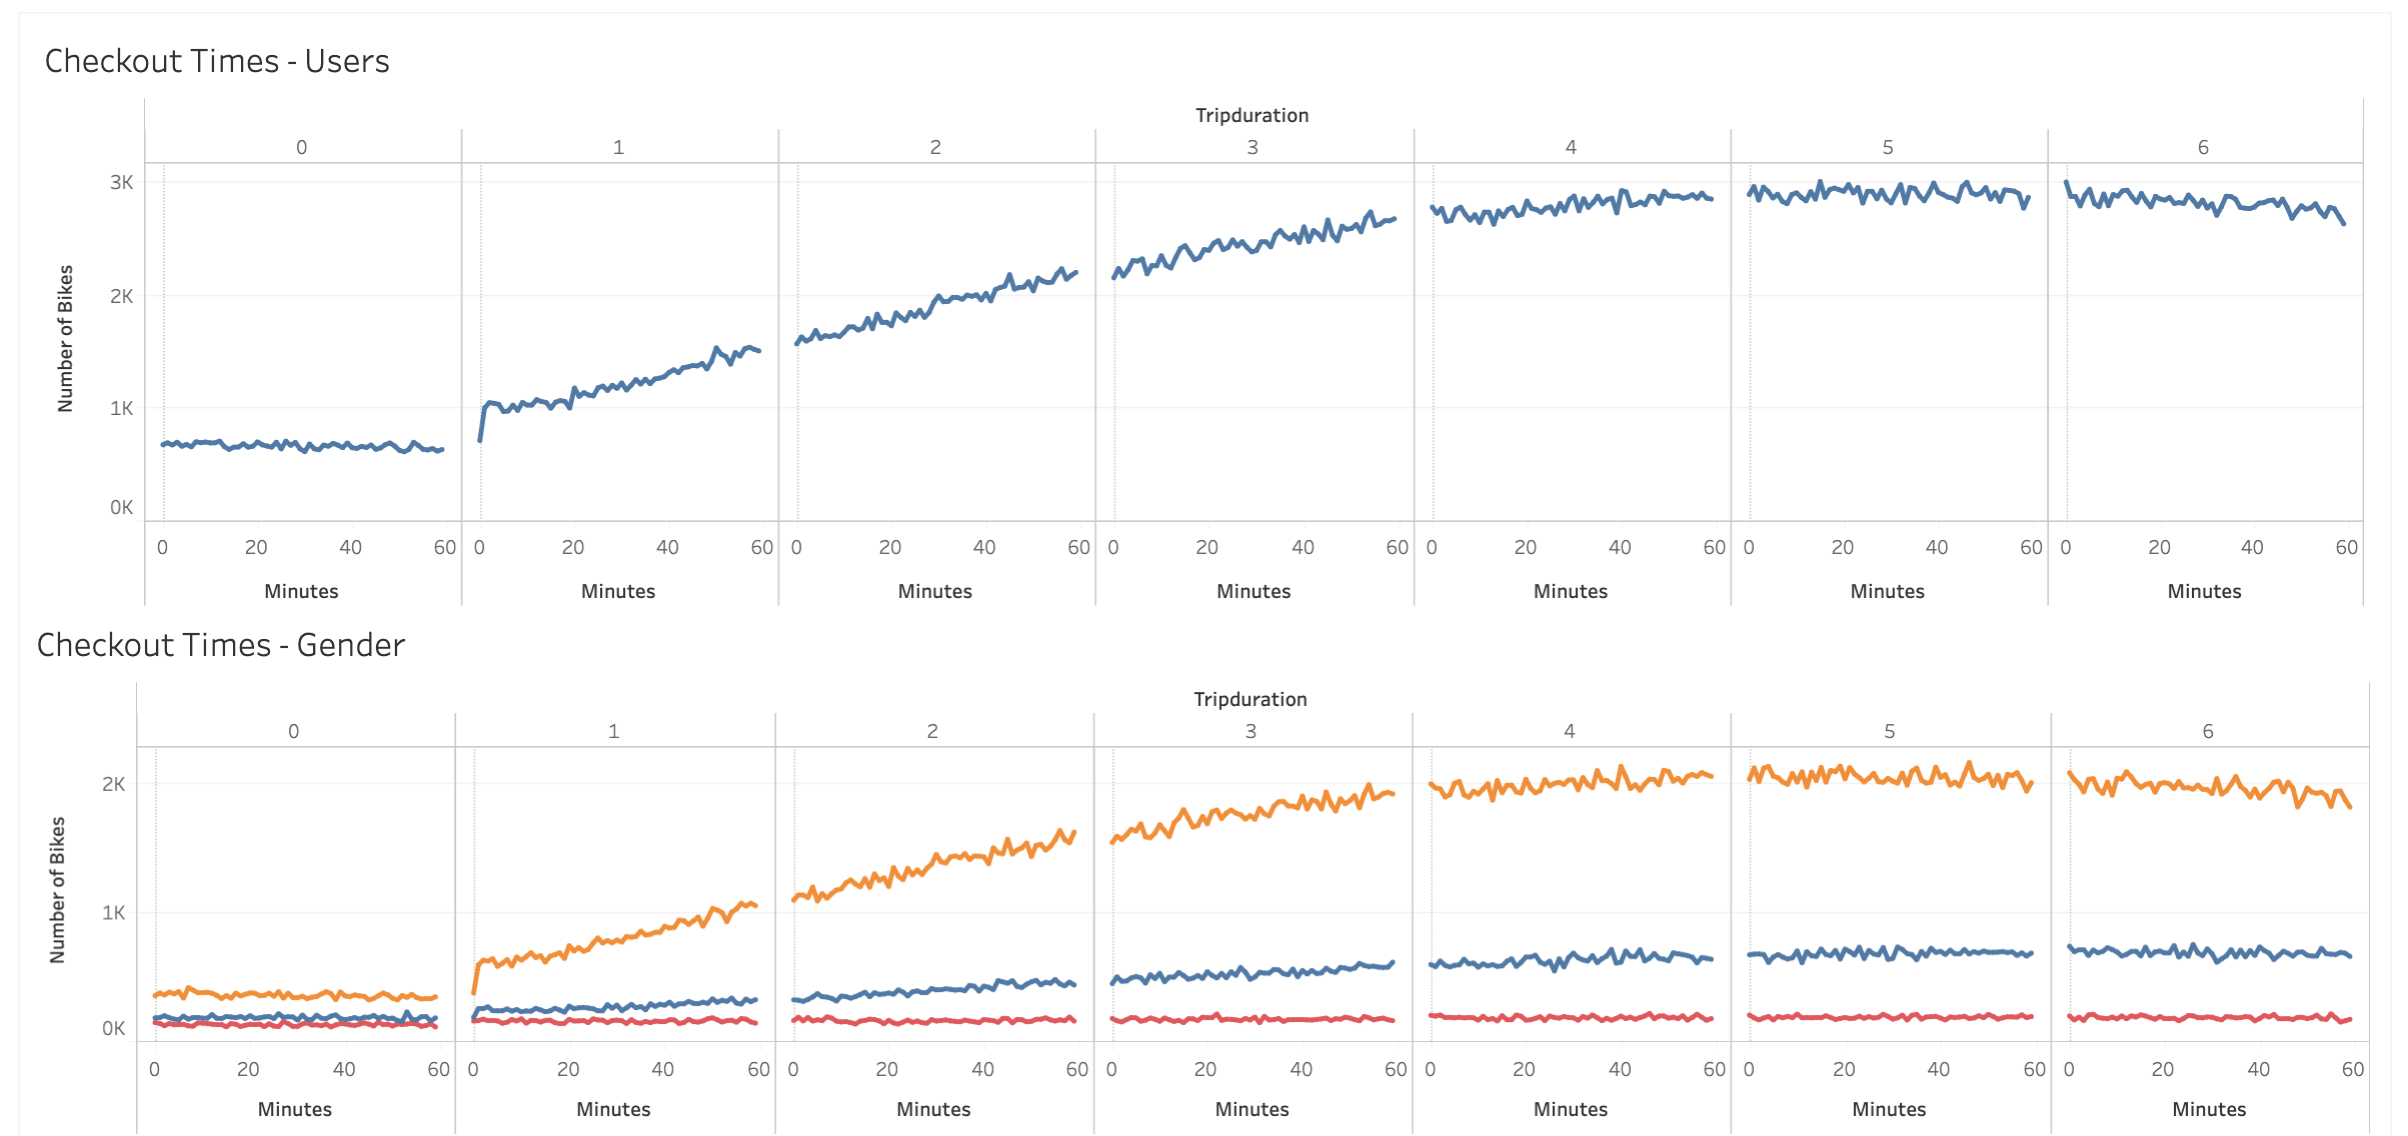 Checkout Times - Users
Tripduration
0 1 2 3 4 5 6
3K
2K
1K
0K
Number of Bikes
0 20 40 60 0 20 40 60 0 20 40 60 0 20 40 60 0 20 40 60 0 20 40 60 0 20 40 60
Minutes Minutes Minutes Minutes Minutes Minutes Minutes
Checkout Times - Gender
Tripduration
0 1 2 3 4 5 6
2K
1K
0K
Number of Bikes
0 20 40 60 0 20 40 60 0 20 40 60 0 20 40 60 0 20 40 60 0 20 40 60 0 20 40 60
Minutes Minutes Minutes Minutes Minutes Minutes Minutes